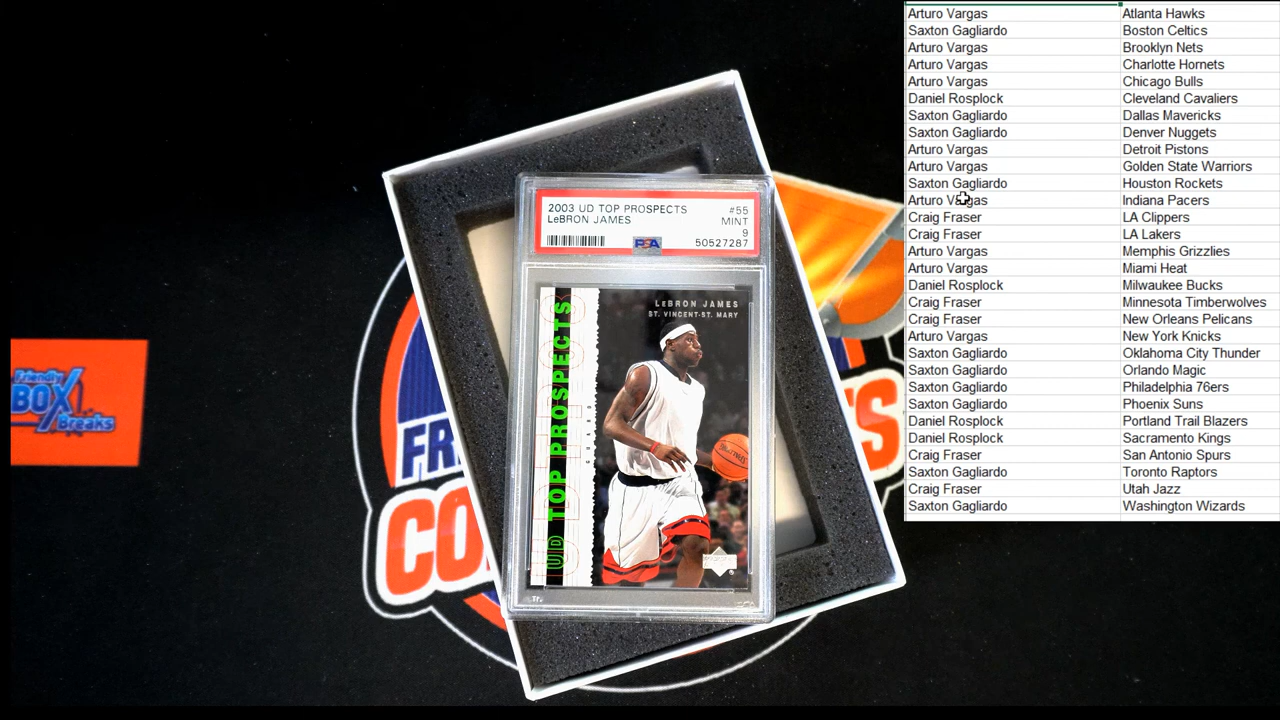 Arturo Vargas Atlanta Hawks
Saxton Gagliardo Boston Celtics
Arturo Vargas Brooklyn Nets
Arturo Vargas Charlotte Hornets
Arturo Vargas Chicago Bulls
Daniel Rosplock Cleveland Cavaliers
Saxton Gagliardo Dallas Mavericks
Saxton Gagliardo Denver Nuggets
Arturo Vargas Detroit Pistons
Arturo Vargas Golden State Warriors
Saxton Gagliardo Houston Rockets
Arturo Vargas Indiana Pacers
Craig Fraser LA Clippers
Craig Fraser LA Lakers
Arturo Vargas Memphis Grizzlies
Arturo Vargas Miami Heat
Daniel Rosplock Milwaukee Bucks
Craig Fraser Minnesota Timberwolves
Craig Fraser New Orleans Pelicans
Arturo Vargas New York Knicks
Saxton Gagliardo Oklahoma City Thunder
Saxton Gagliardo Orlando Magic
Saxton Gagliardo Philadelphia 76ers
Saxton Gagliardo Phoenix Suns
Daniel Rosplock Portland Trail Blazers
Daniel Rosplock Sacramento Kings
Craig Fraser San Antonio Spurs
Saxton Gagliardo Toronto Raptors
Craig Fraser Utah Jazz
Saxton Gagliardo Washington Wizards
2003 UD TOP PROSPECTS #55
LeBRON JAMES MINT
9
PSA 50527287
LEBRON JAMES
ST. VINCENT-ST. MARY
UD TOP PROSPECTS
Friendly
BOX
Breaks
FR
CO
S